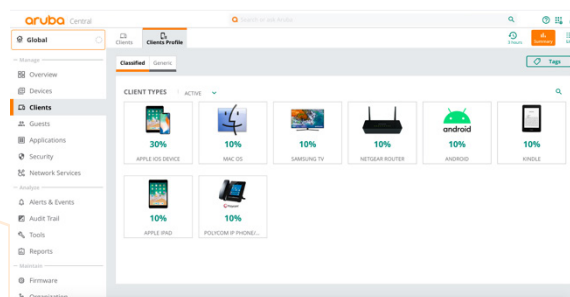 aruba Central
Search or ask Aruba
Global
Clients
Clients Profile
3 hours
Summary
Manage
Overview
Devices
Clients
Guests
Applications
Security
Network Services
Analyze
Alerts & Events
Audit Trail
Tools
Reports
Maintain
Firmware
Organization
Classified
Generic
Tags
CLIENT TYPES
ACTIVE
30%
APPLE IOS DEVICE
10%
MAC OS
10%
SAMSUNG TV
10%
NETGEAR ROUTER
android
10%
ANDROID
10%
KINDLE
10%
APPLE IPAD
Polycom
10%
POLYCOM IP PHONE/...